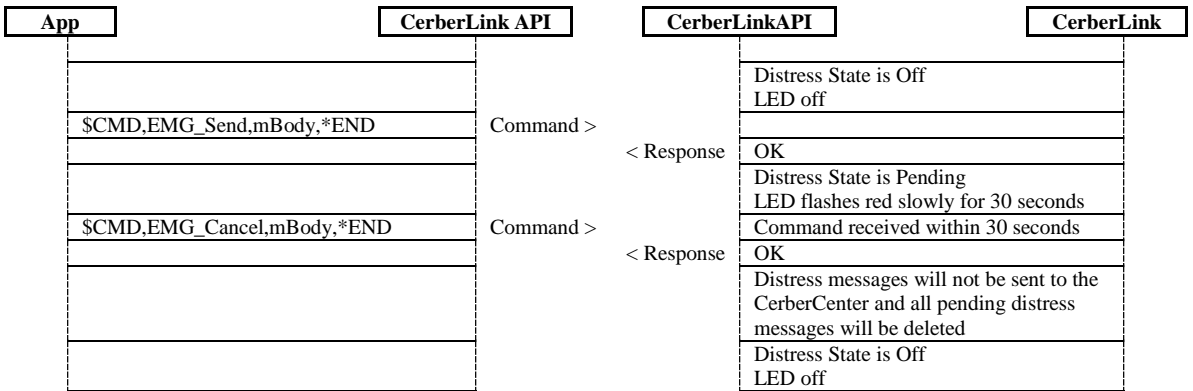 App CerberLink API CerberLinkAPI CerberLink
Distress State is Off
LED off
$CMD,EMG_Send,mBody,*END Command >
< Response OK
Distress State is Pending
LED flashes red slowly for 30 seconds
$CMD,EMG_Cancel,mBody,*END Command > Command received within 30 seconds
< Response OK
Distress messages will not be sent to the
CerberCenter and all pending distress
messages will be deleted
Distress State is Off
LED off